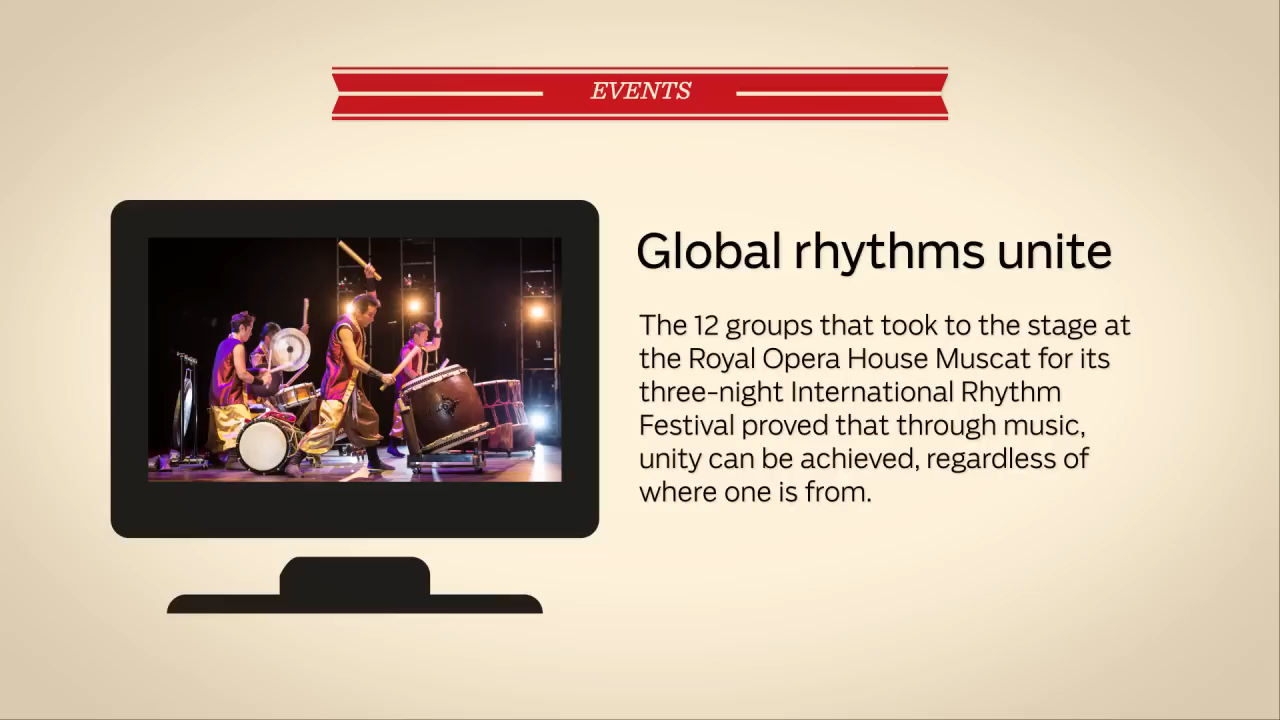 EVENTS
Global rhythms unite
The 12 groups that took to the stage at
the Royal Opera House Muscat for its
three-night International Rhythm
Festival proved that through music,
unity can be achieved, regardless of
where one is from.